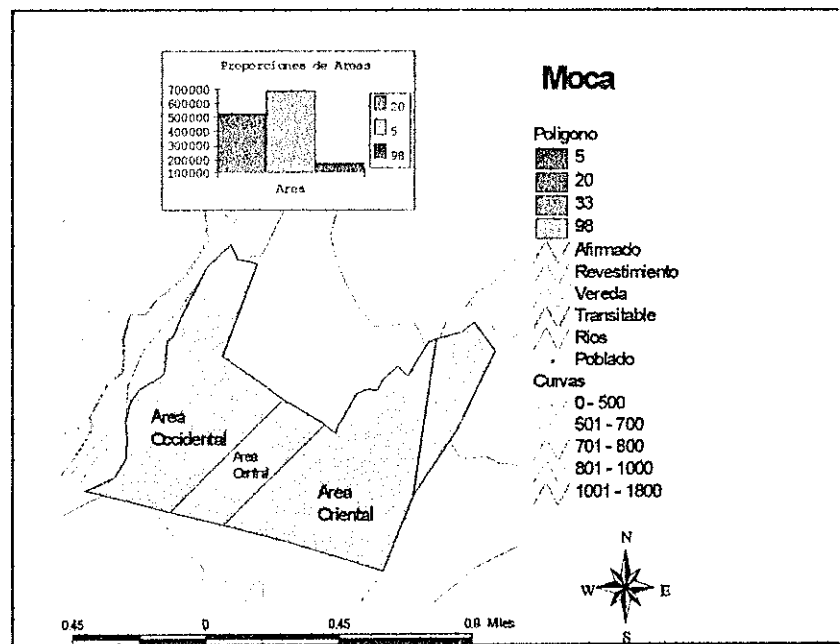 Proporciones de Areas
700000
600000
500000
400000
300000
200000
100000
20
5
98
Area
Moca
Poligono
5
20
33
98
Afirmado
Revestimiento
Vereda
Transitable
Rios
Poblado
Curvas
0 - 500
501 - 700
701 - 800
801 - 1000
1001 - 1800
Area
Occidental
Area
Central
Area
Oriental
N
W E
S
0.45 0 0.45 0.9 Miles